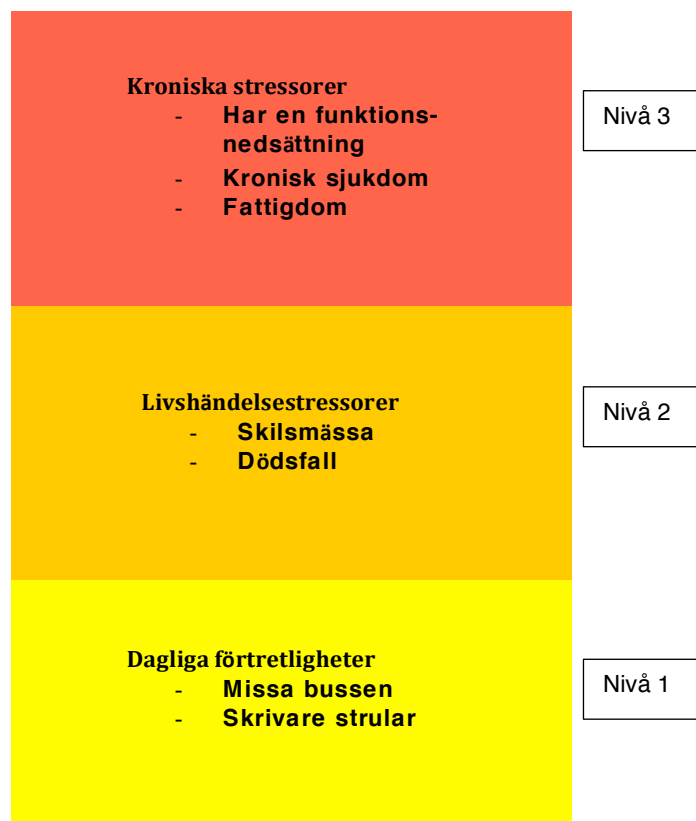 Kroniska stressorer
- Har en funktions-
nedsättning
- Kronisk sjukdom
- Fattigdom
Nivå 3
Livshändelsestressorer
- Skilsmässa
- Dödsfall
Nivå 2
Dagliga förtretligheter
- Missa bussen
- Skrivare strular
Nivå 1